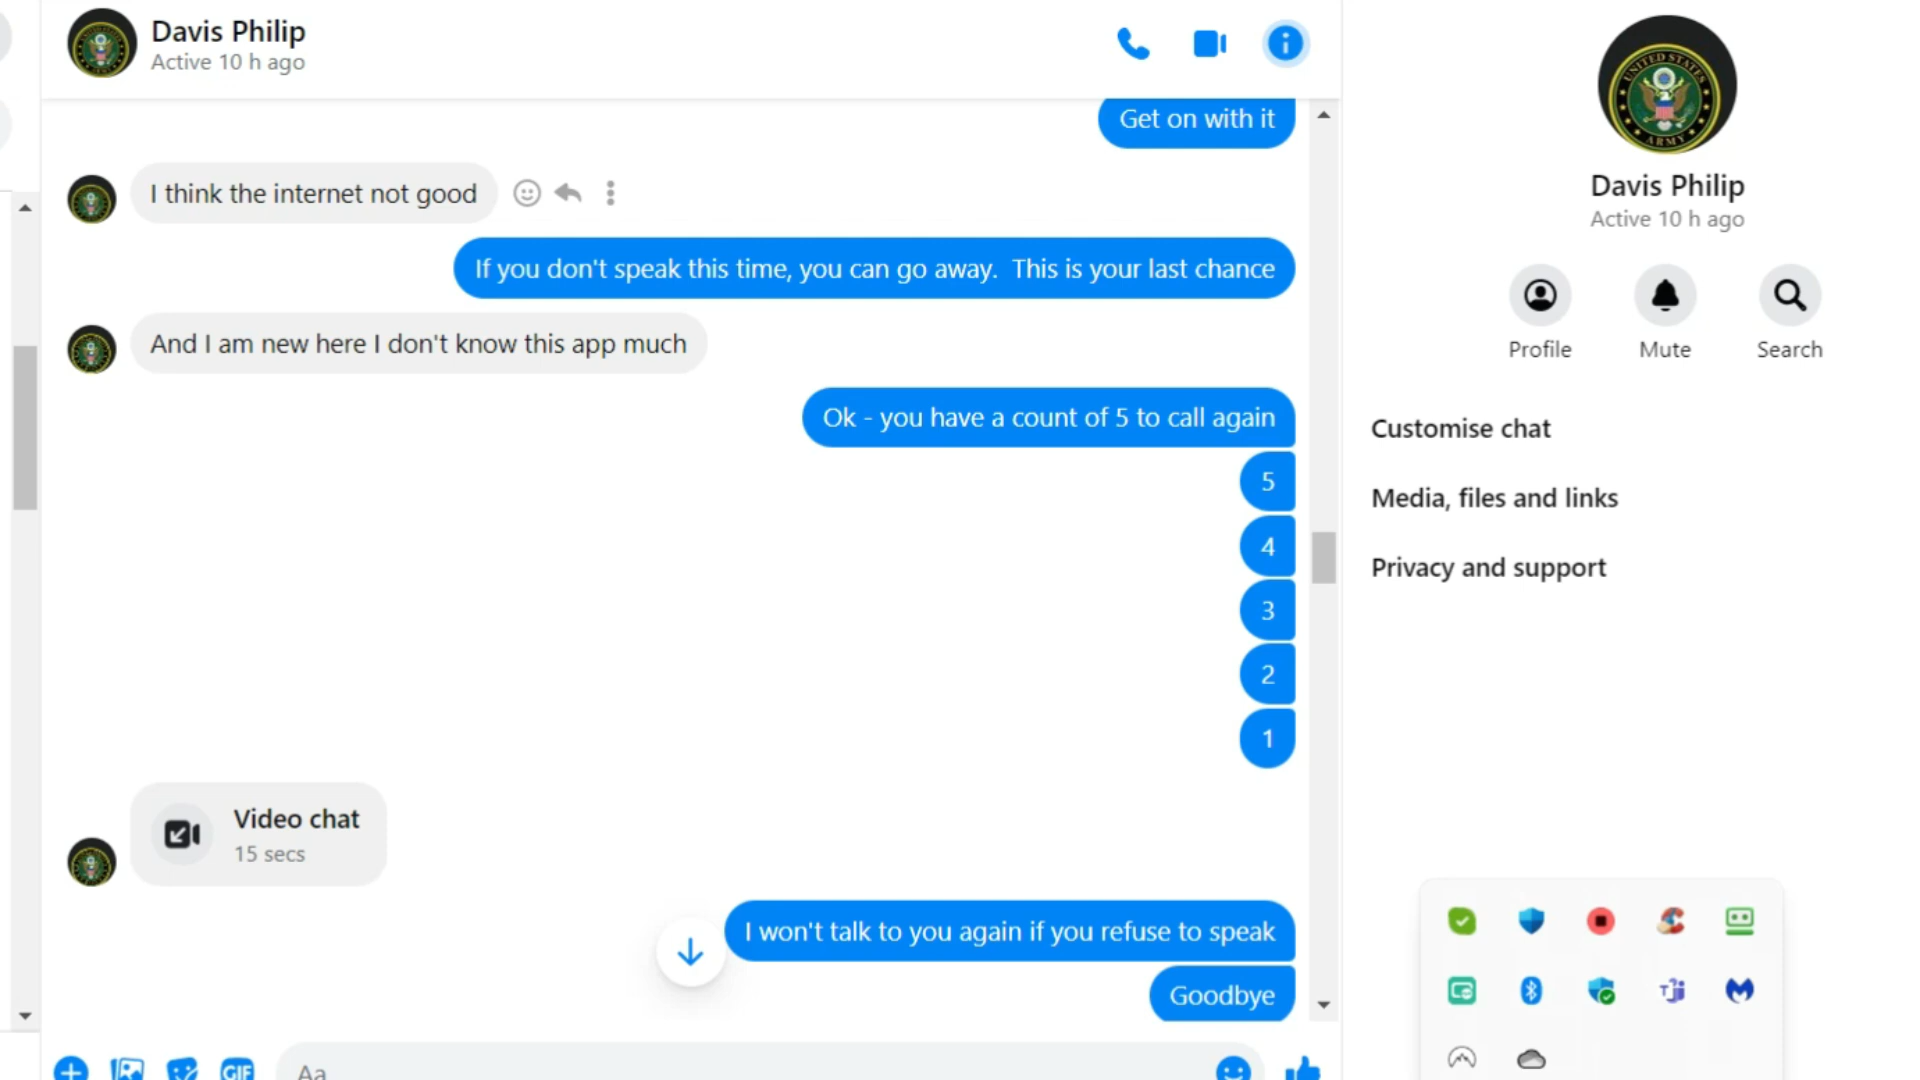 Davis Philip
Active 10 h ago
Get on with it
I think the internet not good
If you don't speak this time, you can go away.  This is your last chance
And I am new here I don't know this app much
Ok - you have a count of 5 to call again
5
4
3
2
1
Video chat
15 secs
I won't talk to you again if you refuse to speak
Goodbye
GIF
Aa
UNITED STATES
ARMY
Davis Philip
Active 10 h ago
Profile
Mute
Search
Customise chat
Media, files and links
Privacy and support